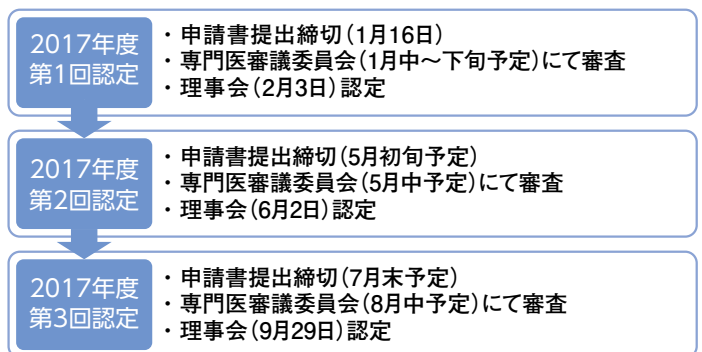 2017年度
第1回認定
・ 申請書提出締切（1月16日）
・ 専門医審議委員会（1月中～下旬予定）にて審査
・ 理事会（2月3日）認定
2017年度
第2回認定
・ 申請書提出締切（5月初旬予定）
・ 専門医審議委員会（5月中予定）にて審査
・ 理事会（6月2日）認定
2017年度
第3回認定
・ 申請書提出締切（7月末予定）
・ 専門医審議委員会（8月中予定）にて審査
・ 理事会（9月29日）認定